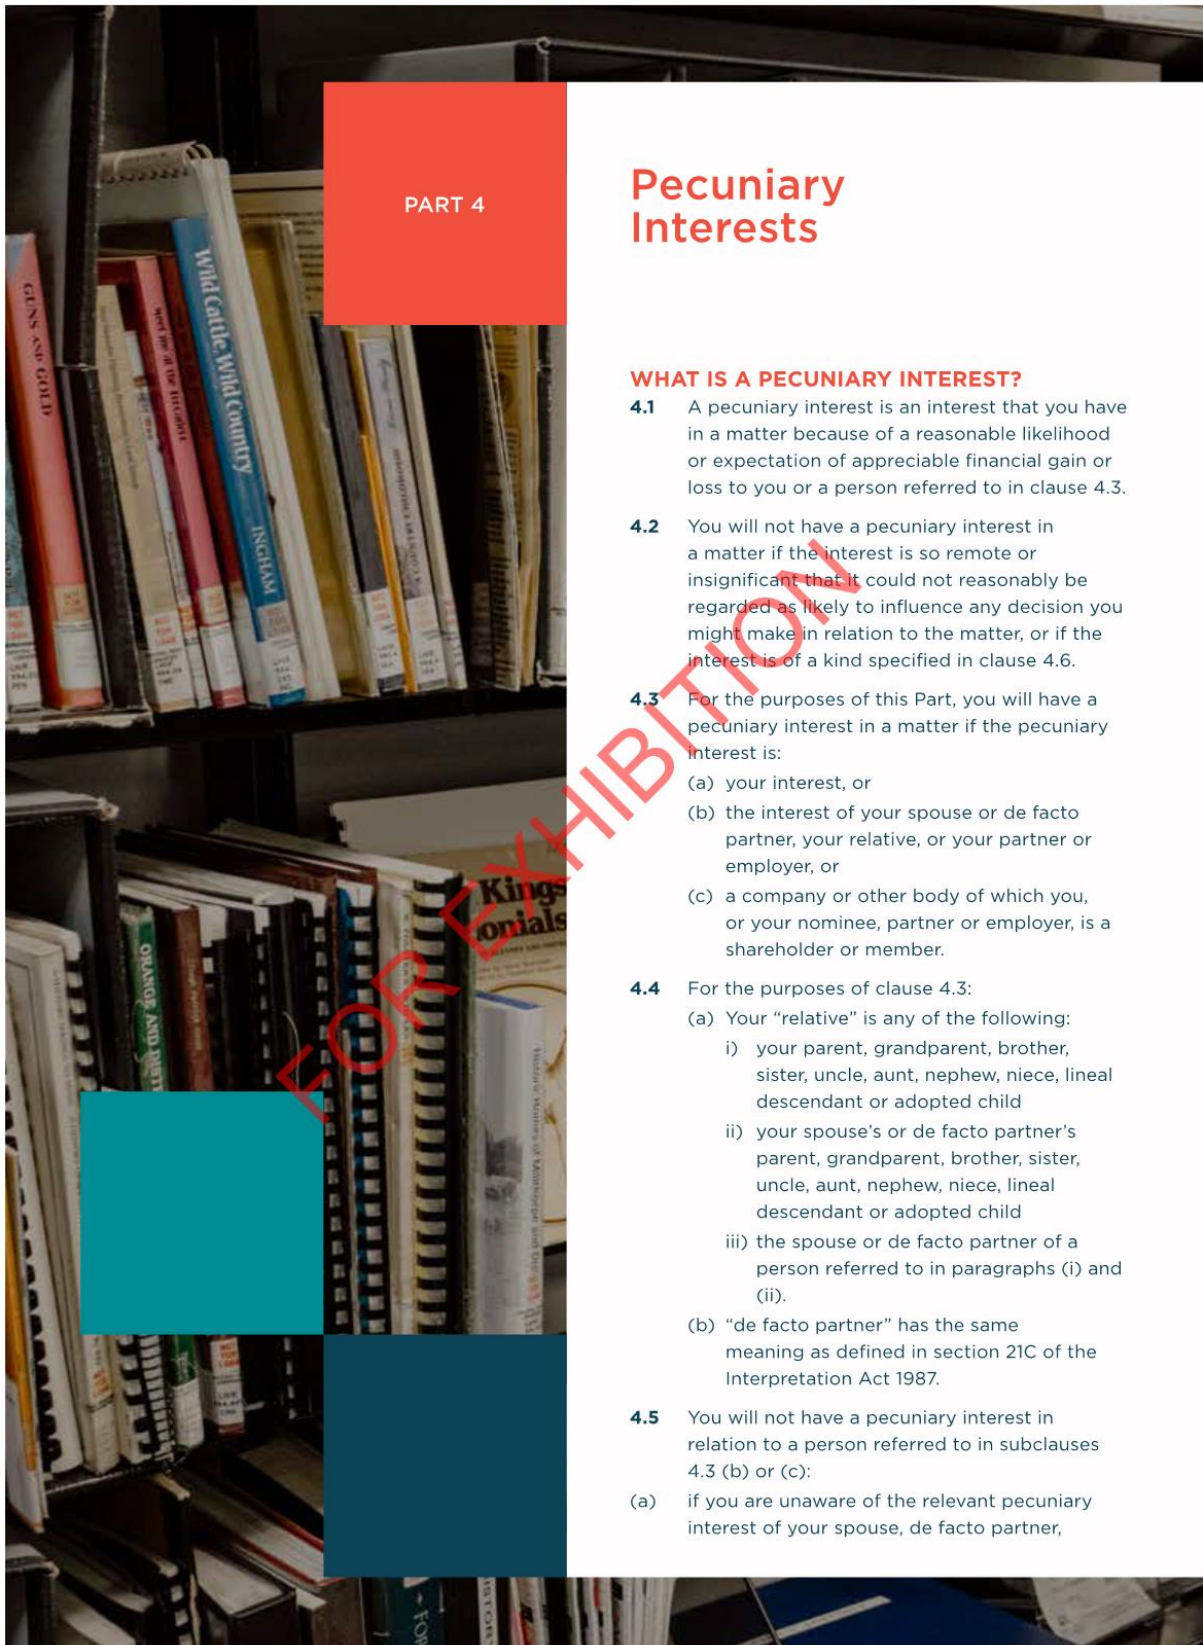 PART 4
Pecuniary
Interests
WHAT IS A PECUNIARY INTEREST?
4.1 A pecuniary interest is an interest that you have
in a matter because of a reasonable likelihood
or expectation of appreciable financial gain or
loss to you or a person referred to in clause 4.3.
4.2 You will not have a pecuniary interest in
a matter if the interest is so remote or
insignificant that it could not reasonably be
regarded as likely to influence any decision you
might make in relation to the matter, or if the
interest is of a kind specified in clause 4.6.
4.3 For the purposes of this Part, you will have a
pecuniary interest in a matter if the pecuniary
interest is:
(a) your interest, or
(b) the interest of your spouse or de facto
partner, your relative, or your partner or
employer, or
(c) a company or other body of which you,
or your nominee, partner or employer, is a
shareholder or member.
4.4 For the purposes of clause 4.3:
(a) Your “relative” is any of the following:
i) your parent, grandparent, brother,
sister, uncle, aunt, nephew, niece, lineal
descendant or adopted child
ii) your spouse’s or de facto partner’s
parent, grandparent, brother, sister,
uncle, aunt, nephew, niece, lineal
descendant or adopted child
iii) the spouse or de facto partner of a
person referred to in paragraphs (i) and
(ii).
(b) “de facto partner” has the same
meaning as defined in section 21C of the
Interpretation Act 1987.
4.5 You will not have a pecuniary interest in
relation to a person referred to in subclauses
4.3 (b) or (c):
(a) if you are unaware of the relevant pecuniary
interest of your spouse, de facto partner,
FOR EXHIBITION
GUNS AND GOLD
Wild Cattle, Wild Country
INGHAM
A COUNTRY CHILDHOOD
Kings
onials
ORANGE AND DIST